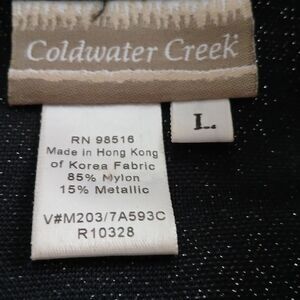 Coldwater Creek
L
RN 98516
Made in Hong Kong
of Korea Fabric
85% Nylon
15% Metallic
V#M203/7A593C
R10328